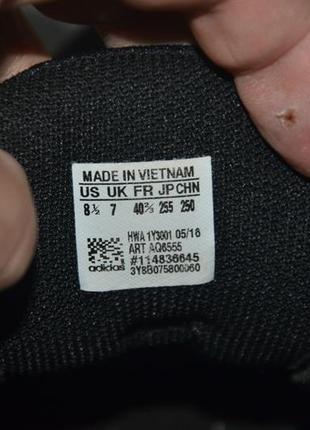 MADE IN VIETNAM
US UK FR JP CHN
8½ 7 40⅔ 255 250
HWA 1Y3001 05/16
ART AQ6555
adidas #114836645
3Y8B075800060